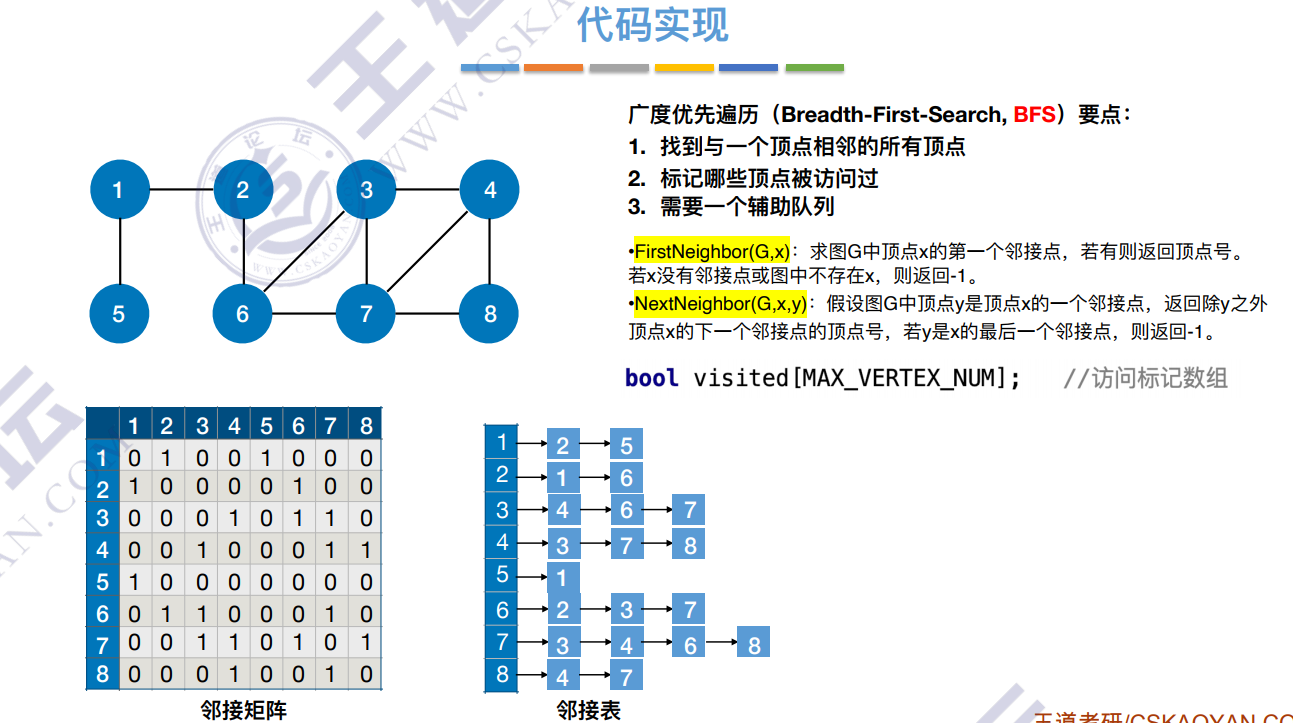 代码实现
广度优先遍历（Breadth-First-Search, BFS）要点：
1. 找到与一个顶点相邻的所有顶点
2. 标记哪些顶点被访问过
3. 需要一个辅助队列
•FirstNeighbor(G,x)：求图G中顶点x的第一个邻接点，若有则返回顶点号。
若x没有邻接点或图中不存在x，则返回-1。
•NextNeighbor(G,x,y)：假设图G中顶点y是顶点x的一个邻接点，返回除y之外
顶点x的下一个邻接点的顶点号，若y是x的最后一个邻接点，则返回-1。
bool visited[MAX_VERTEX_NUM]; //访问标记数组
1 2 3 4
5 6 7 8
1 2 3 4 5 6 7 8
1 0 1 0 0 1 0 0 0
2 1 0 0 0 0 1 0 0
3 0 0 0 1 0 1 1 0
4 0 0 1 0 0 0 1 1
5 1 0 0 0 0 0 0 0
6 0 1 1 0 0 0 1 0
7 0 0 1 1 0 1 0 1
8 0 0 0 1 0 0 1 0
邻接矩阵
1 2 5
2 1 6
3 4 6 7
4 3 7 8
5 1
6 2 3 7
7 3 4 6 8
8 4 7
邻接表
王道考研/CSKAOYAN.CO